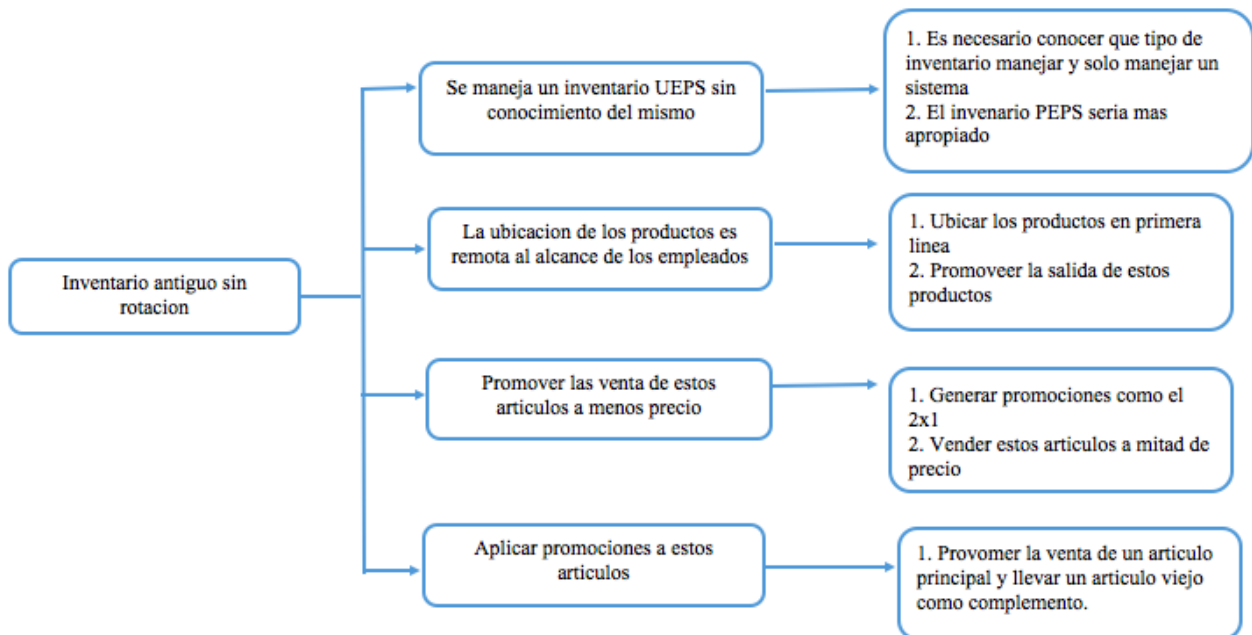 Inventario antiguo sin
rotacion
Se maneja un inventario UEPS sin
conocimiento del mismo
1. Es necesario conocer que tipo de
inventario manejar y solo manejar un
sistema
2. El invenario PEPS seria mas
apropiado
La ubicacion de los productos es
remota al alcance de los empleados
1. Ubicar los productos en primera
linea
2. Promoveer la salida de estos
productos
Promover las venta de estos
articulos a menos precio
1. Generar promociones como el
2x1
2. Vender estos articulos a mitad de
precio
Aplicar promociones a estos
articulos
1. Provomer la venta de un articulo
principal y llevar un articulo viejo
como complemento.